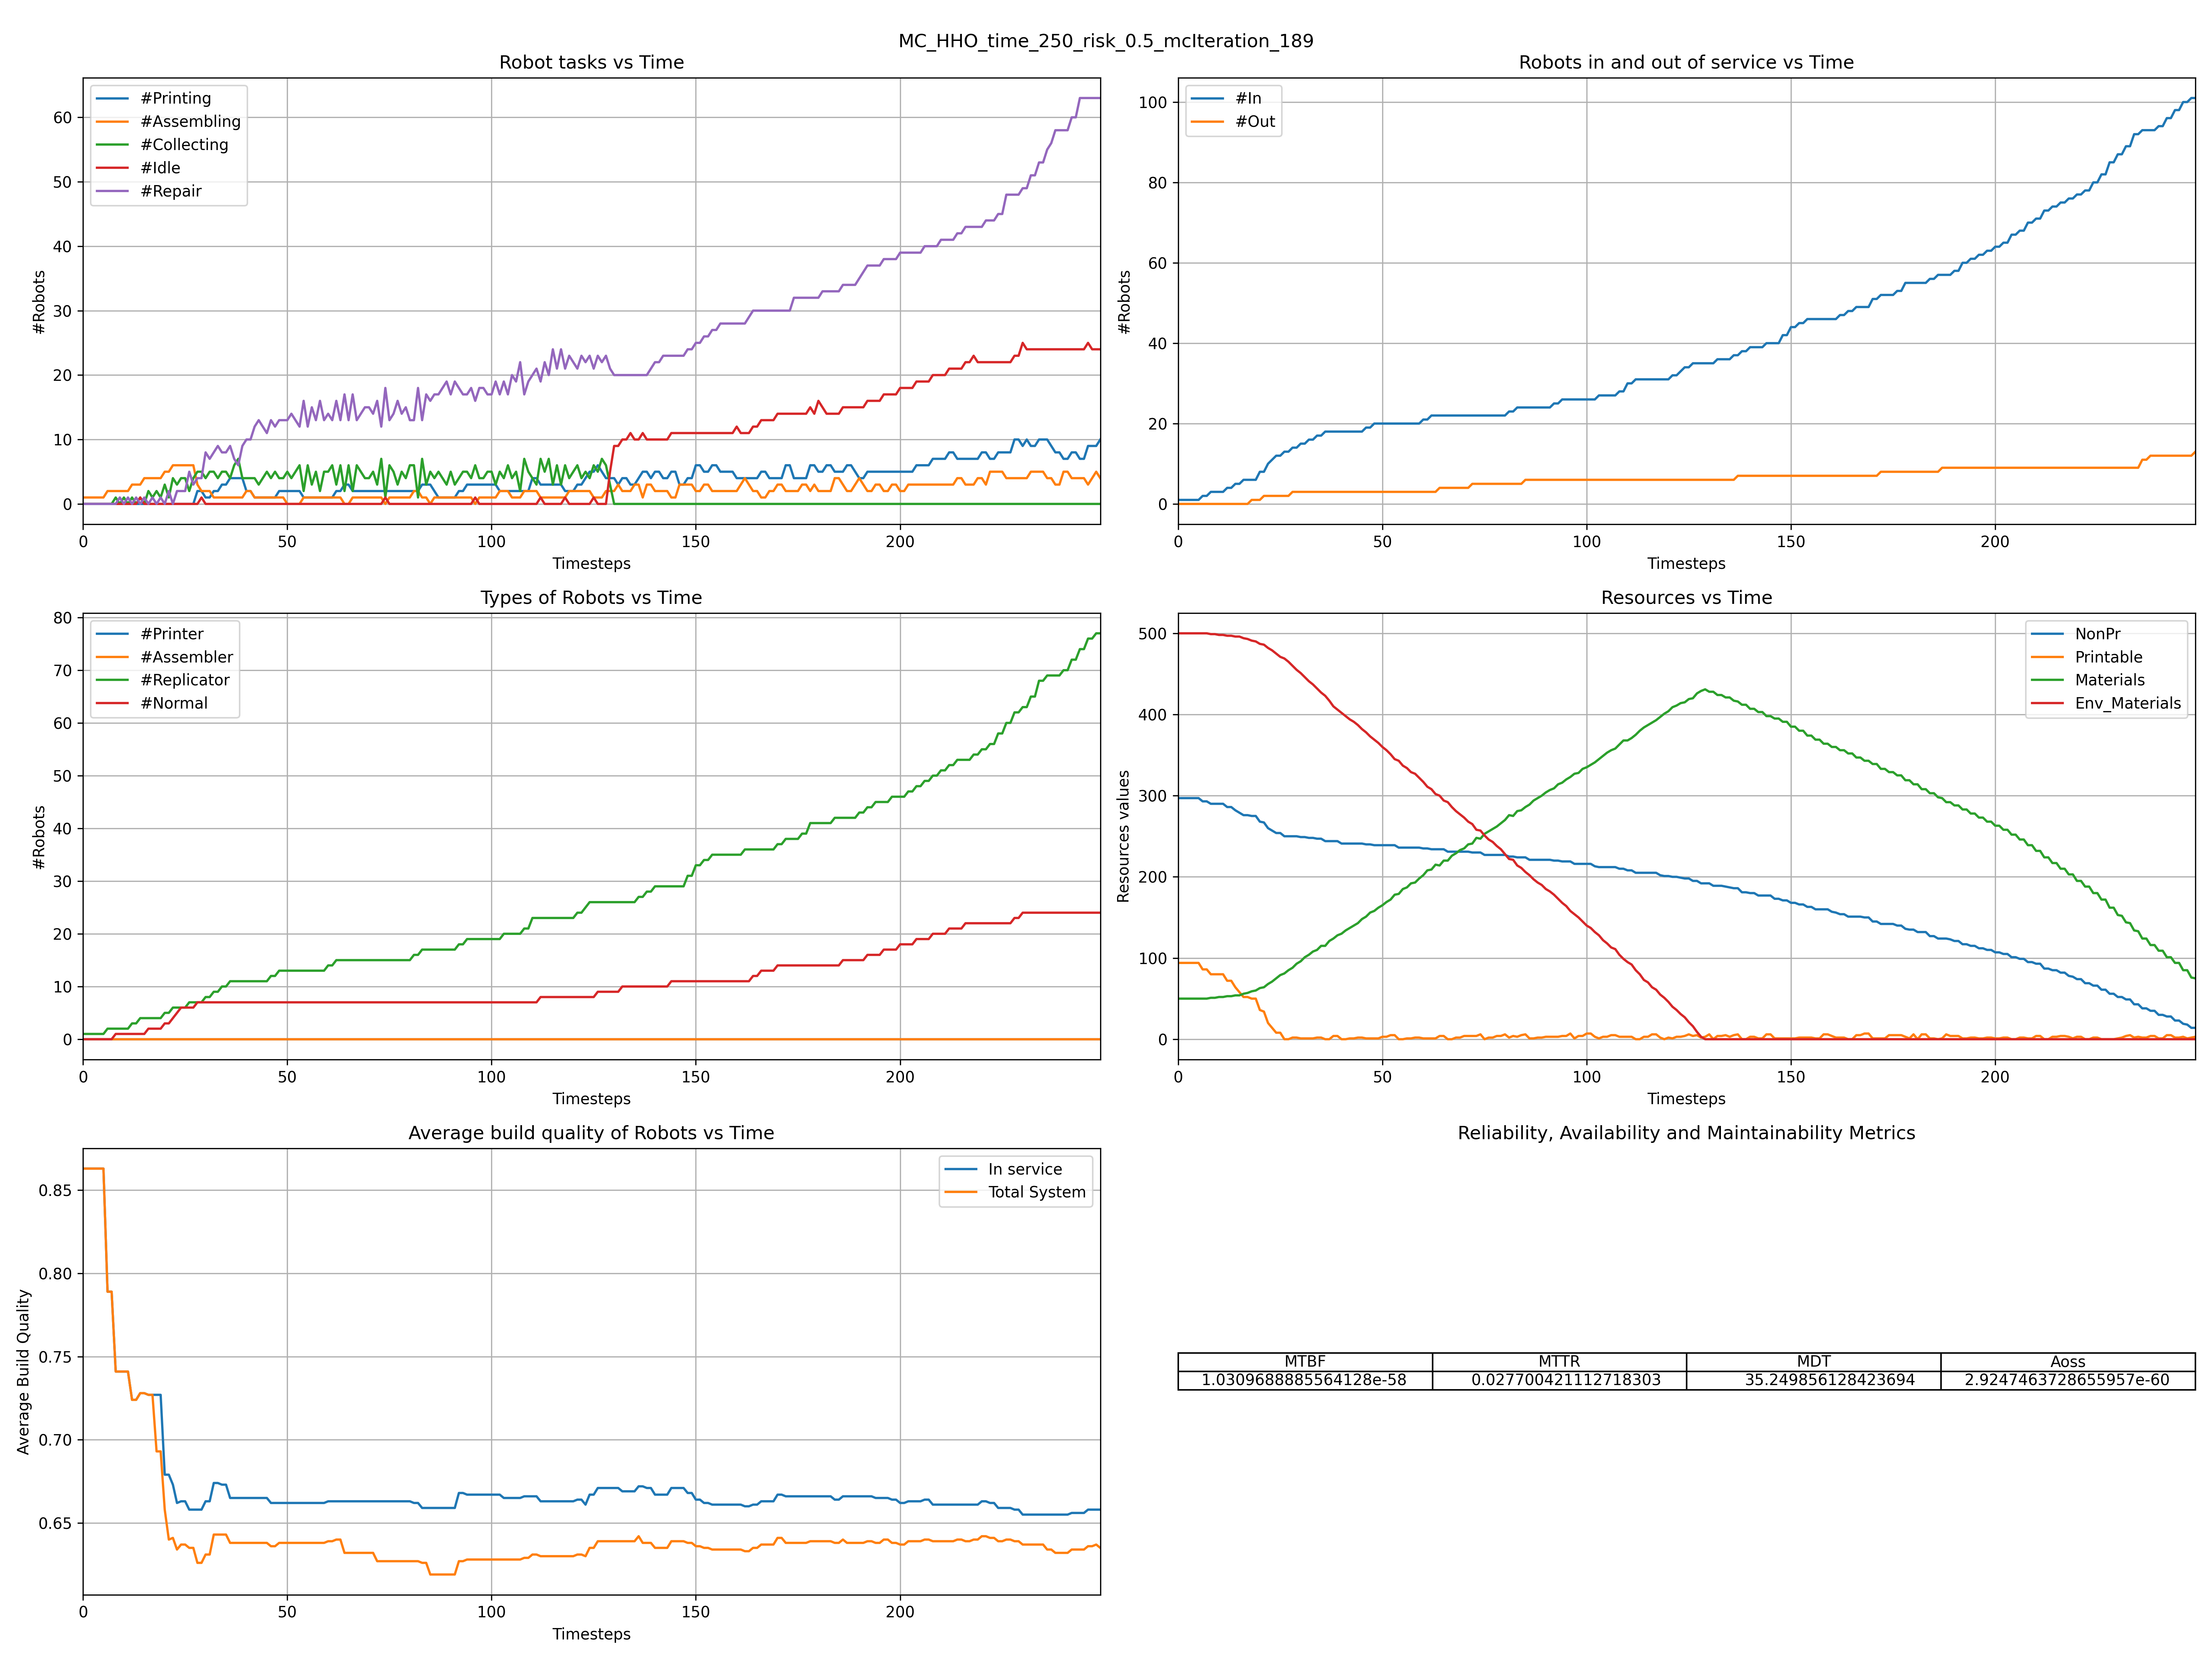 MC_HHO_time_250_risk_0.5_mcIteration_189
Robot tasks vs Time
#Robots
60
50
40
30
20
10
0
#Printing
#Assembling
#Collecting
#Idle
#Repair
0 50 100 150 200
Timesteps
Robots in and out of service vs Time
#Robots
100
80
60
40
20
0
#In
#Out
0 50 100 150 200
Timesteps
Types of Robots vs Time
#Robots
80
70
60
50
40
30
20
10
0
#Printer
#Assembler
#Replicator
#Normal
0 50 100 150 200
Timesteps
Resources vs Time
Resources values
500
400
300
200
100
0
NonPr
Printable
Materials
Env_Materials
0 50 100 150 200
Timesteps
Average build quality of Robots vs Time
Average Build Quality
0.85
0.80
0.75
0.70
0.65
In service
Total System
0 50 100 150 200
Timesteps
Reliability, Availability and Maintainability Metrics
MTBF MTTR MDT Aoss
1.0309688885564128e-58 0.027700421112718303 35.249856128423694 2.9247463728655957e-60